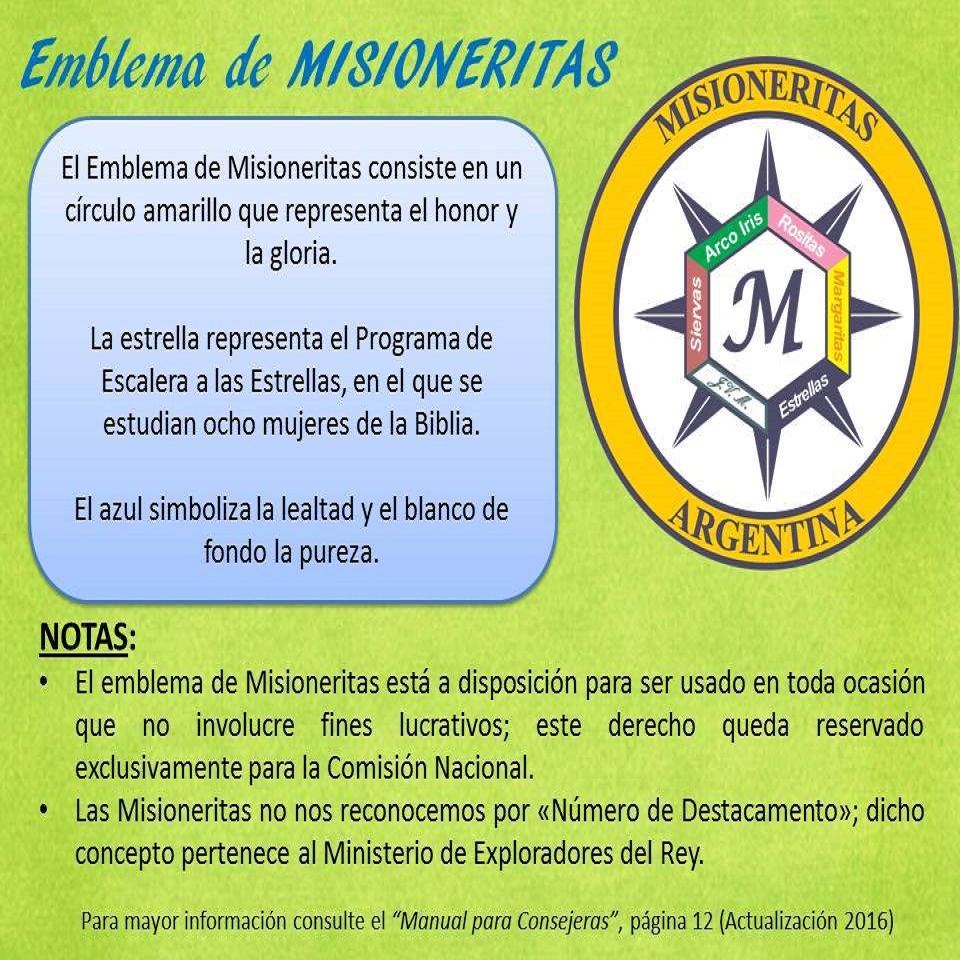 Emblema de MISIONERITAS
El Emblema de Misioneritas consiste en un
círculo amarillo que representa el honor y
la gloria.
La estrella representa el Programa de
Escalera a las Estrellas, en el que se
estudian ocho mujeres de la Biblia.
El azul simboliza la lealtad y el blanco de
fondo la pureza.
MISIONERITAS
Arco Iris
Rositas
Siervas
M
Margaritas
J.V.M.
Estrellas
ARGENTINA
NOTAS:
• El emblema de Misioneritas está a disposición para ser usado en toda ocasión
que no involucre fines lucrativos; este derecho queda reservado
exclusivamente para la Comisión Nacional.
• Las Misioneritas no nos reconocemos por «Número de Destacamento»; dicho
concepto pertenece al Ministerio de Exploradores del Rey.
Para mayor información consulte el “Manual para Consejeras”, página 12 (Actualización 2016)